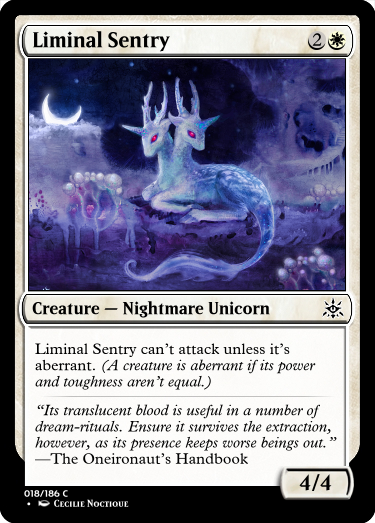 Liminal Sentry
2
Creature — Nightmare Unicorn
Liminal Sentry can't attack unless it's
aberrant. (A creature is aberrant if its power
and toughness aren't equal.)
“Its translucent blood is useful in a number of
dream-rituals. Ensure it survives the extraction,
however, as its presence keeps worse beings out.”
—The Oneironaut's Handbook
4/4
018/186 C
• Cecilie Noctique